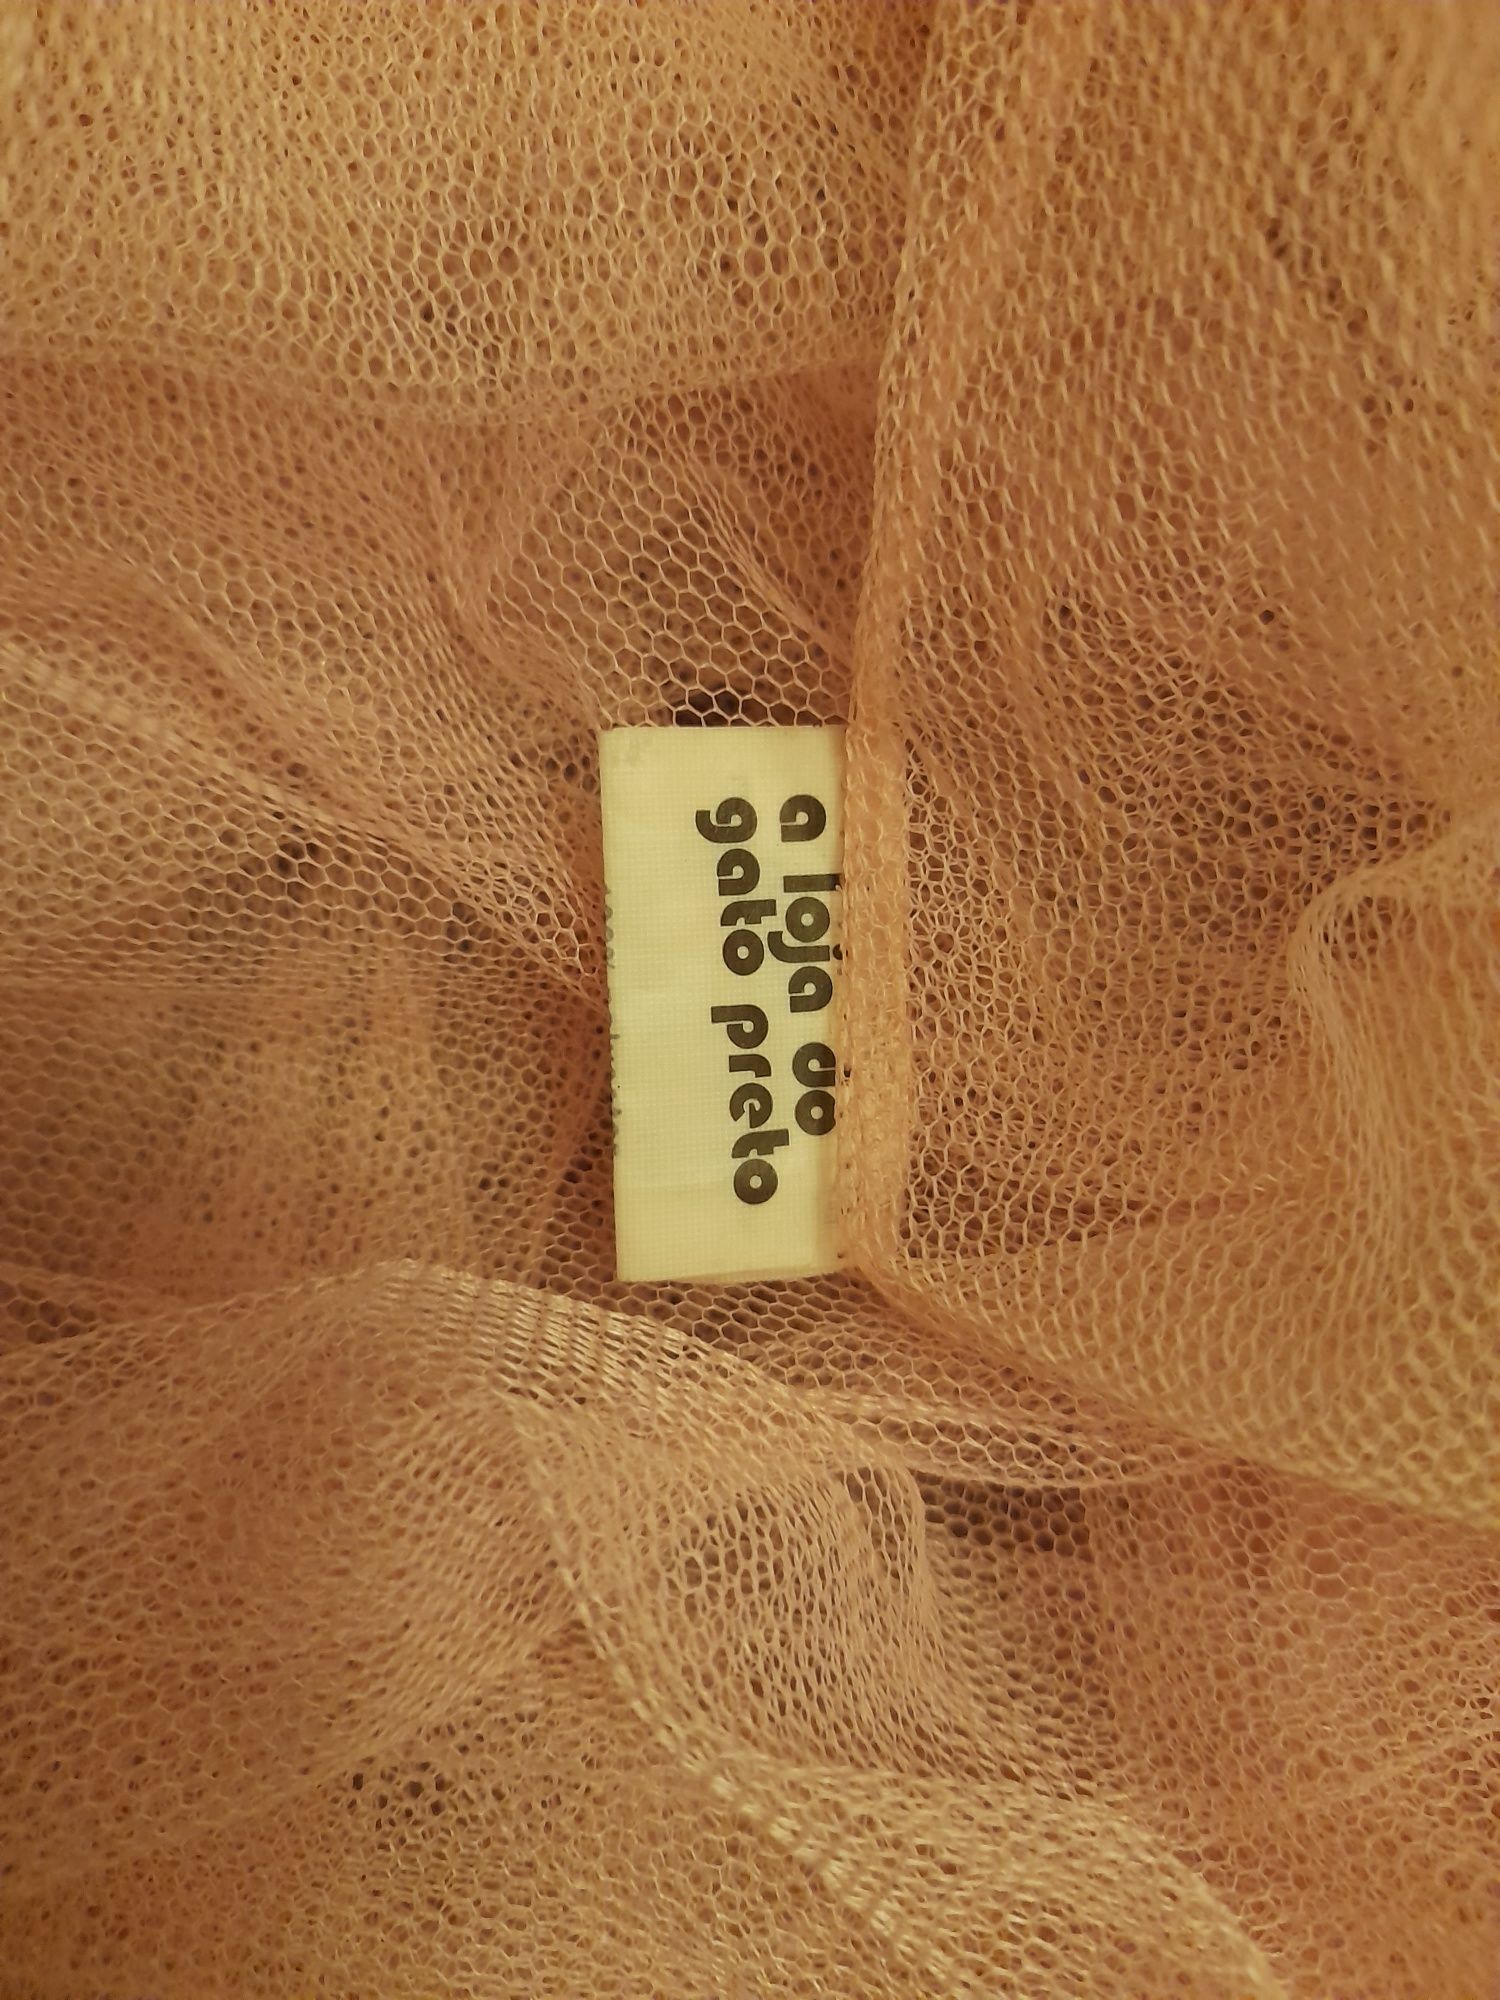 a loja do
gato preto